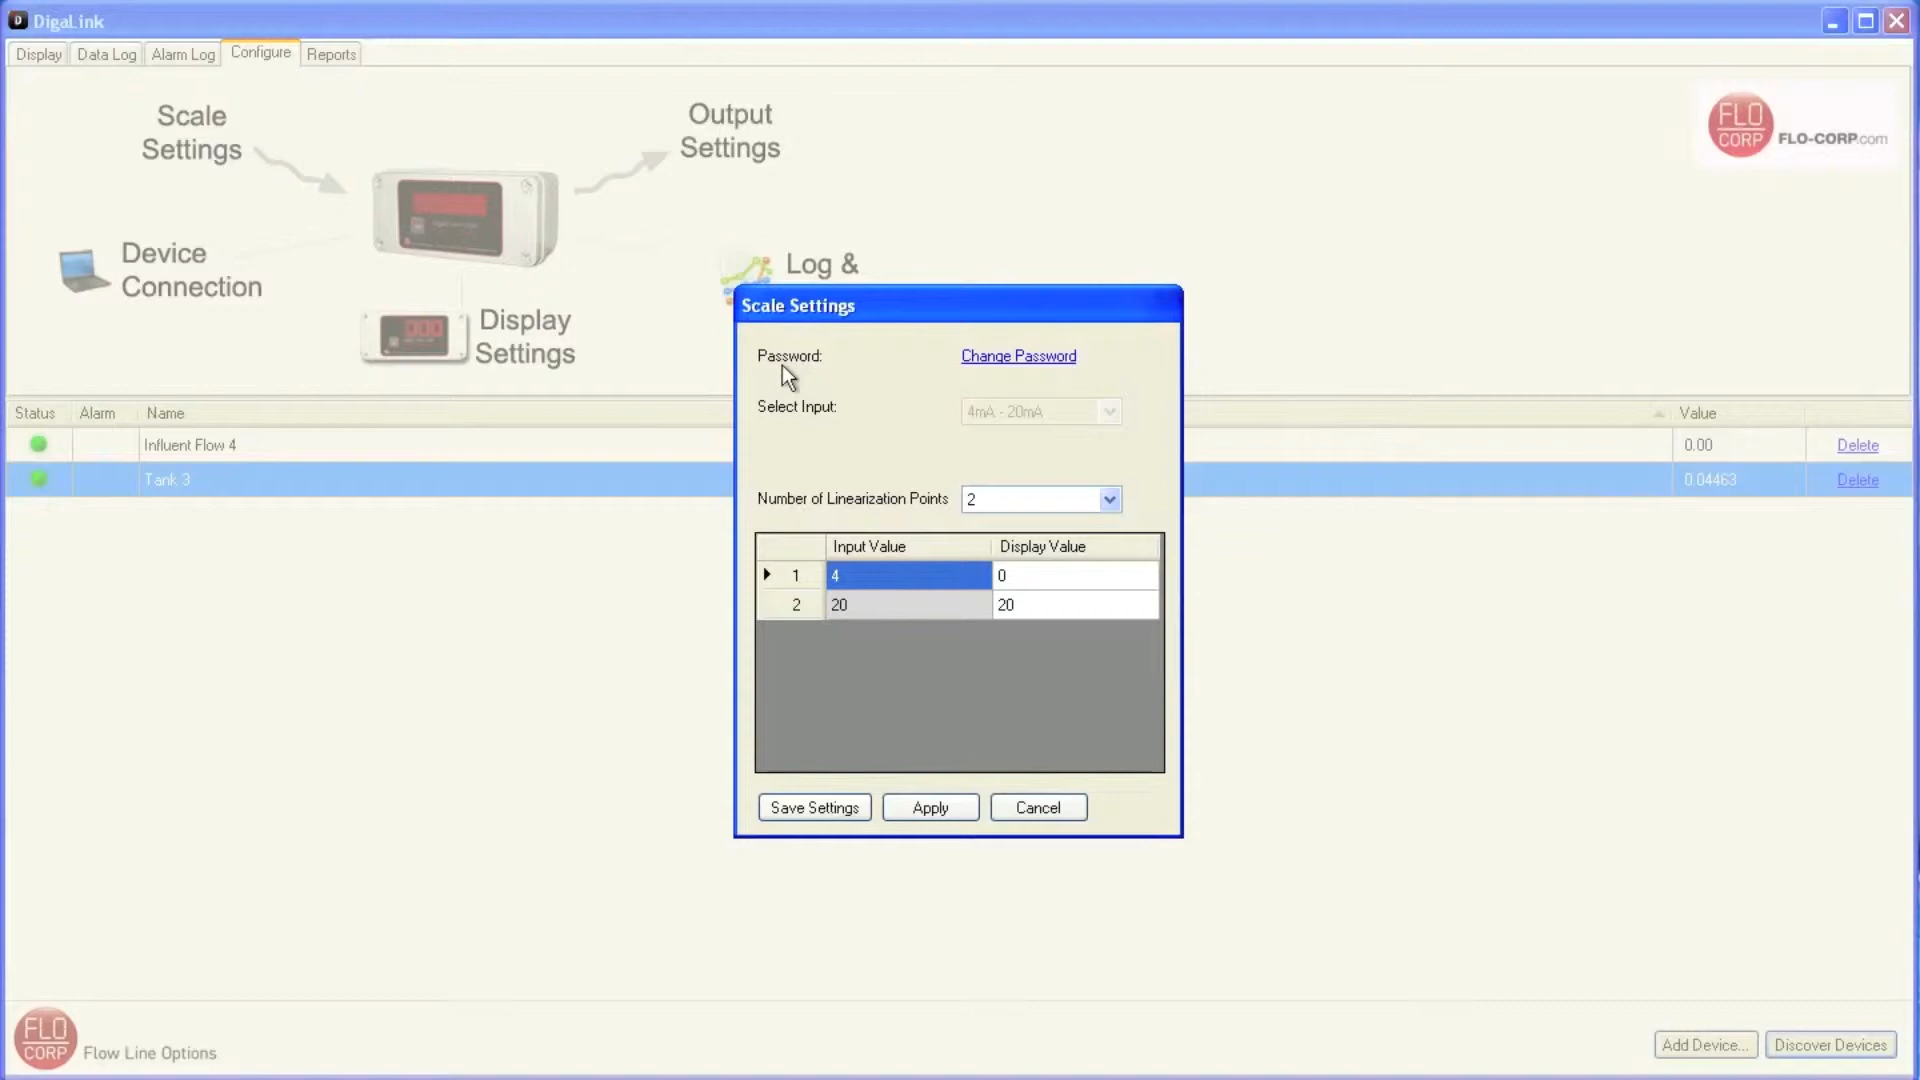 DigaLink
Display
Data Log
Alarm Log
Configure
Reports
Scale
Settings
Output
Settings
FLO
CORP
FLO-CORP.com
Device
Connection
Display
Settings
Log &
Scale Settings
Password:
Change Password
Select Input:
4mA - 20mA
Number of Linearization Points
2
Input Value
Display Value
1
4
0
2
20
20
Save Settings
Apply
Cancel
Status
Alarm
Name
Value
Influent Flow 4
0.00
Delete
Tank 3
0.04463
Delete
FLO
CORP
Flow Line Options
Add Device...
Discover Devices